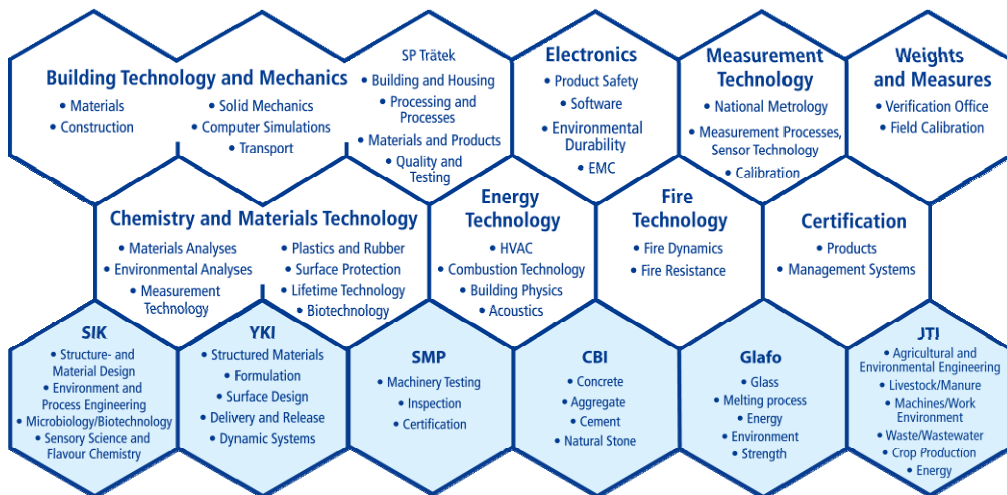 Building Technology and Mechanics
• Materials
• Construction
• Solid Mechanics
• Computer Simulations
• Transport
SP Trätek
• Building and Housing
• Processing and
Processes
• Materials and Products
• Quality and
Testing
Electronics
• Product Safety
• Software
• Environmental
Durability
• EMC
Measurement
Technology
• National Metrology
• Measurement Processes,
Sensor Technology
• Calibration
Weights
and Measures
• Verification Office
• Field Calibration
Chemistry and Materials Technology
• Materials Analyses
• Environmental Analyses
• Measurement
Technology
• Plastics and Rubber
• Surface Protection
• Lifetime Technology
• Biotechnology
Energy
Technology
• HVAC
• Combustion Technology
• Building Physics
• Acoustics
Fire
Technology
• Fire Dynamics
• Fire Resistance
Certification
• Products
• Management Systems
SIK
• Structure- and
Material Design
• Environment and
Process Engineering
• Microbiology/Biotechnology
• Sensory Science and
Flavour Chemistry
YKI
• Structured Materials
• Formulation
• Surface Design
• Delivery and Release
• Dynamic Systems
SMP
• Machinery Testing
• Inspection
• Certification
CBI
• Concrete
• Aggregate
• Cement
• Natural Stone
Glafo
• Glass
• Melting process
• Energy
• Environment
• Strength
JTI
• Agricultural and
Environmental Engineering
• Livestock/Manure
• Machines/Work
Environment
• Waste/Wastewater
• Crop Production
• Energy